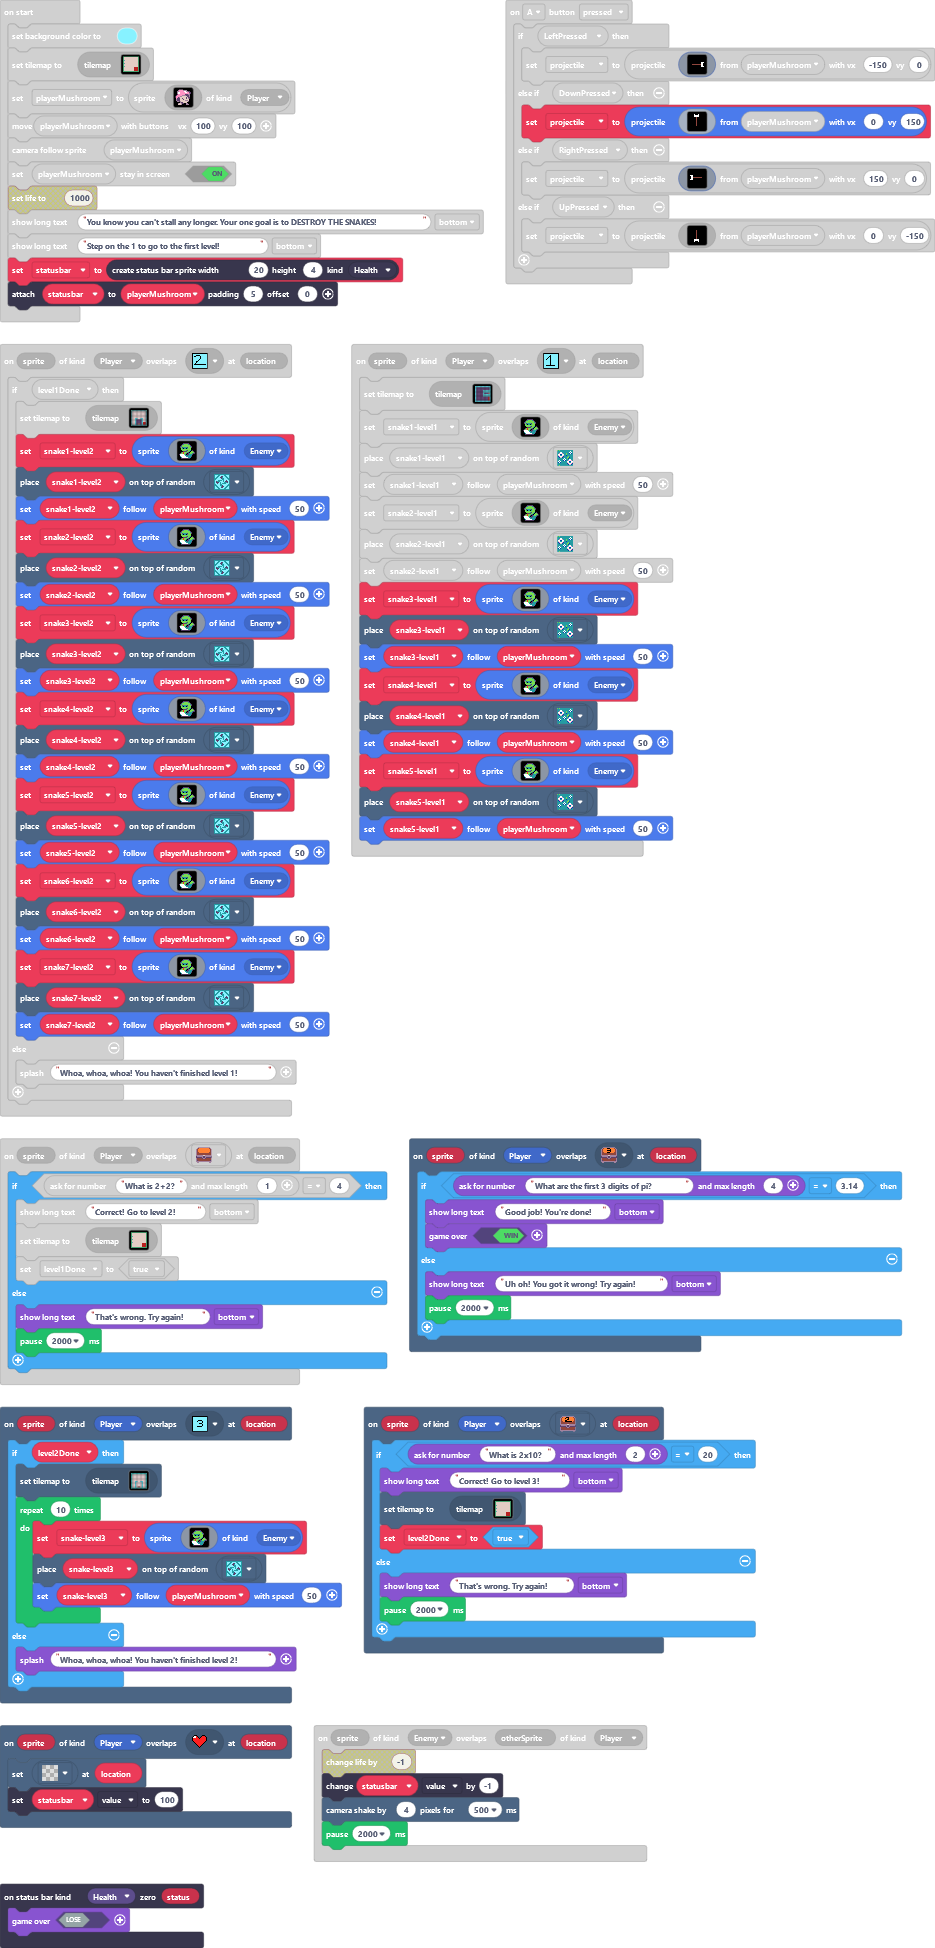 on start
set background color to
set tilemap to tilemap
set playerMushroom to sprite of kind Player
move playerMushroom with buttons vx 100 vy 100
camera follow sprite playerMushroom
set playerMushroom stay in screen ON
set life to 1000
show long text "You know you can't stall any longer. Your one goal is to DESTROY THE SNAKES!" bottom
show long text "Step on the 1 to go to the first level!" bottom
set statusbar to create status bar sprite width 20 height 4 kind Health
attach statusbar to playerMushroom padding 5 offset 0
on A button pressed
if LeftPressed then
set projectile to projectile from playerMushroom with vx -150 vy 0
else if DownPressed then
set projectile to projectile from playerMushroom with vx 0 vy 150
else if RightPressed then
set projectile to projectile from playerMushroom with vx 150 vy 0
else if UpPressed then
set projectile to projectile from playerMushroom with vx 0 vy -150
on sprite of kind Player overlaps 2 at location
if level1Done then
set tilemap to tilemap
set snake1-level2 to sprite of kind Enemy
place snake1-level2 on top of random
set snake1-level2 follow playerMushroom with speed 50
set snake2-level2 to sprite of kind Enemy
place snake2-level2 on top of random
set snake2-level2 follow playerMushroom with speed 50
set snake3-level2 to sprite of kind Enemy
place snake3-level2 on top of random
set snake3-level2 follow playerMushroom with speed 50
set snake4-level2 to sprite of kind Enemy
place snake4-level2 on top of random
set snake4-level2 follow playerMushroom with speed 50
set snake5-level2 to sprite of kind Enemy
place snake5-level2 on top of random
set snake5-level2 follow playerMushroom with speed 50
set snake6-level2 to sprite of kind Enemy
place snake6-level2 on top of random
set snake6-level2 follow playerMushroom with speed 50
set snake7-level2 to sprite of kind Enemy
place snake7-level2 on top of random
set snake7-level2 follow playerMushroom with speed 50
else
splash "Whoa, whoa, whoa! You haven't finished level 1!"
on sprite of kind Player overlaps 1 at location
set tilemap to tilemap
set snake1-level1 to sprite of kind Enemy
place snake1-level1 on top of random
set snake1-level1 follow playerMushroom with speed 50
set snake2-level1 to sprite of kind Enemy
place snake2-level1 on top of random
set snake2-level1 follow playerMushroom with speed 50
set snake3-level1 to sprite of kind Enemy
place snake3-level1 on top of random
set snake3-level1 follow playerMushroom with speed 50
set snake4-level1 to sprite of kind Enemy
place snake4-level1 on top of random
set snake4-level1 follow playerMushroom with speed 50
set snake5-level1 to sprite of kind Enemy
place snake5-level1 on top of random
set snake5-level1 follow playerMushroom with speed 50
on sprite of kind Player overlaps at location
if ask for number "What is 2+2?" and max length 1 = 4 then
show long text "Correct! Go to level 2!" bottom
set tilemap to tilemap
set level1Done to true
else
show long text "That's wrong. Try again!" bottom
pause 2000 ms
on sprite of kind Player overlaps 3 at location
if ask for number "What are the first 3 digits of pi?" and max length 4 = 3.14 then
show long text "Good job! You're done!" bottom
game over WIN
else
show long text "Uh oh! You got it wrong! Try again!" bottom
pause 2000 ms
on sprite of kind Player overlaps 3 at location
if level2Done then
set tilemap to tilemap
repeat 10 times
do set snake-level3 to sprite of kind Enemy
place snake-level3 on top of random
set snake-level3 follow playerMushroom with speed 50
else
splash "Whoa, whoa, whoa! You haven't finished level 2!"
on sprite of kind Player overlaps 2 at location
if ask for number "What is 2x10?" and max length 2 = 20 then
show long text "Correct! Go to level 3!" bottom
set tilemap to tilemap
set level2Done to true
else
show long text "That's wrong. Try again!" bottom
pause 2000 ms
on sprite of kind Player overlaps at location
set at location
set statusbar value to 100
on sprite of kind Enemy overlaps otherSprite of kind Player
change life by -1
change statusbar value by -1
camera shake by 4 pixels for 500 ms
pause 2000 ms
on status bar kind Health zero status
game over LOSE